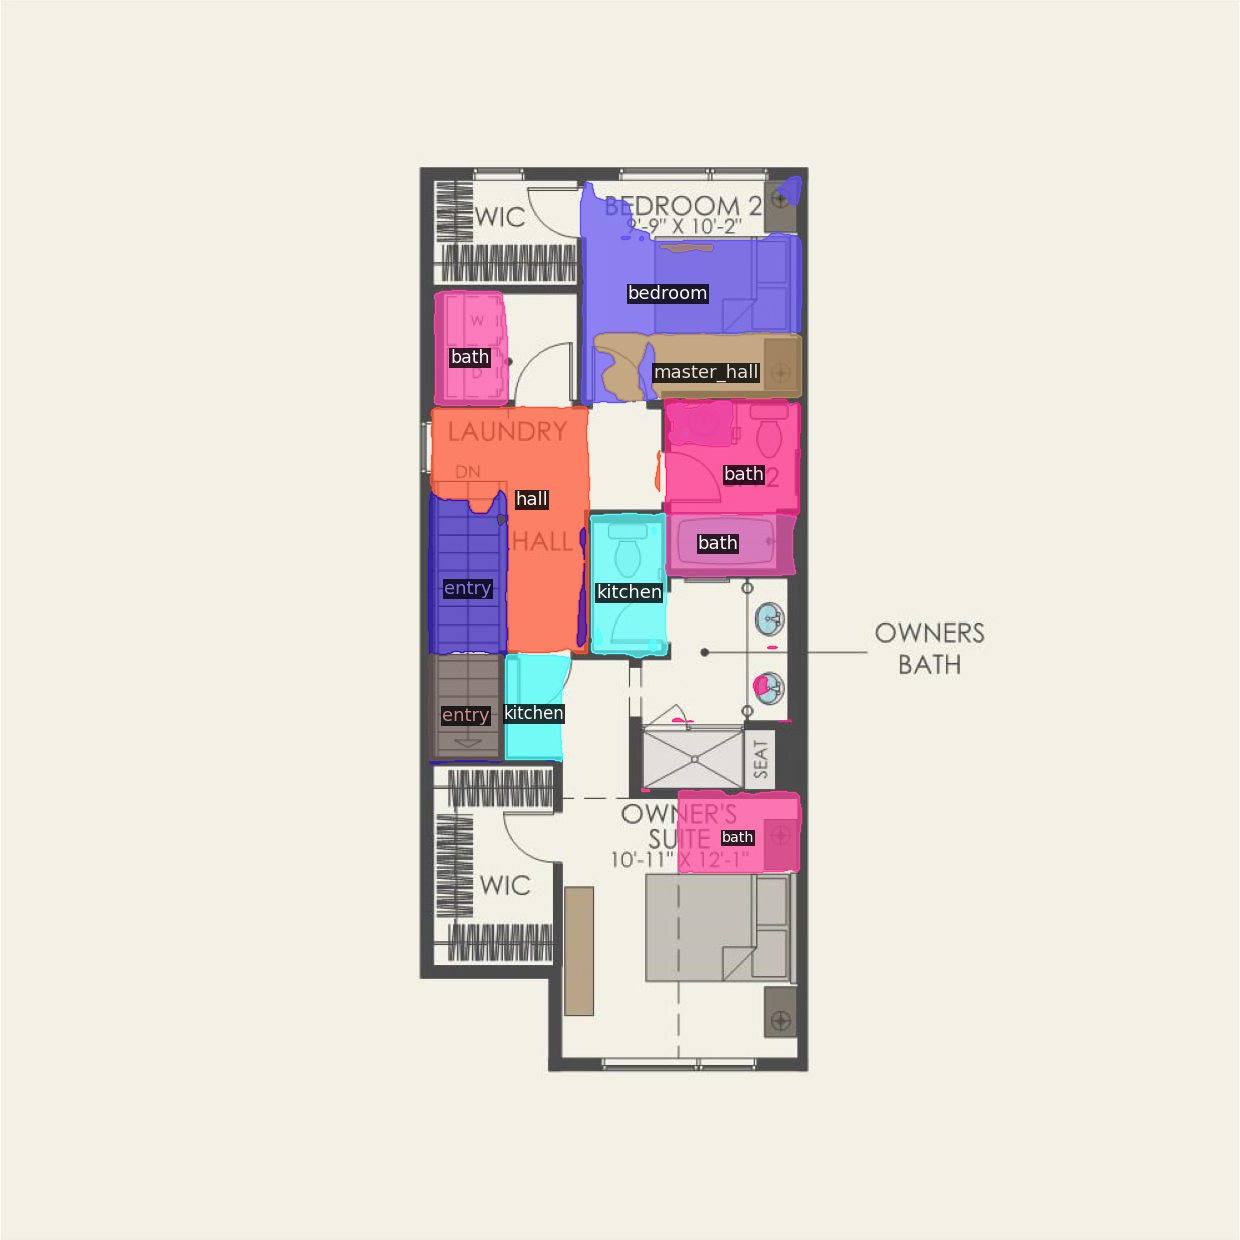 WIC
BEDROOM 2
9'-9" X 10'-2"
bedroom
W
bath
D
master_hall
LAUNDRY
DN
bath
2
hall
HALL
bath
entry
kitchen
OWNERS
BATH
entry
kitchen
SEAT
OWNER'S
SUITE
bath
10'-11" X 12'-1"
WIC